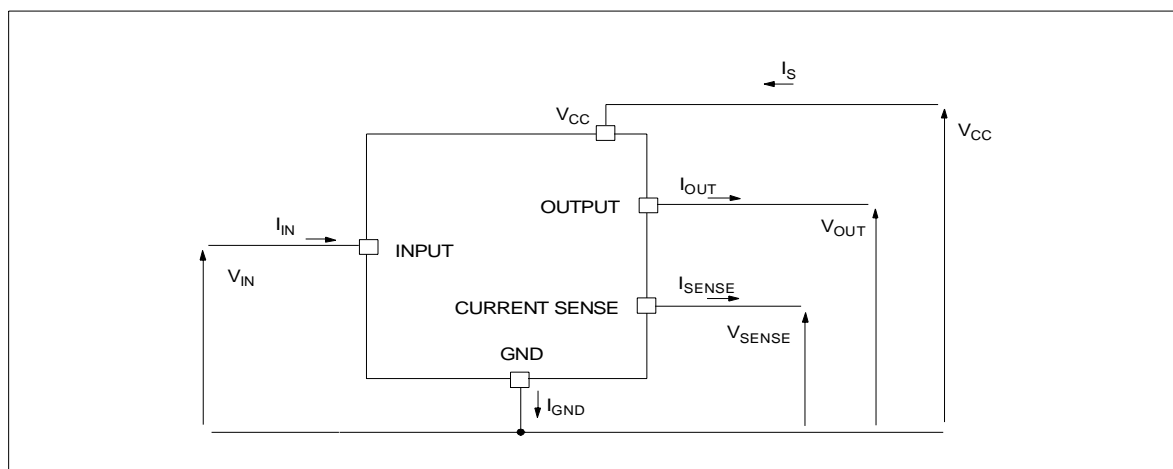 I_S
V_CC
V_CC
I_OUT
OUTPUT
V_OUT
I_IN
INPUT
V_IN
I_SENSE
CURRENT SENSE
V_SENSE
GND
I_GND